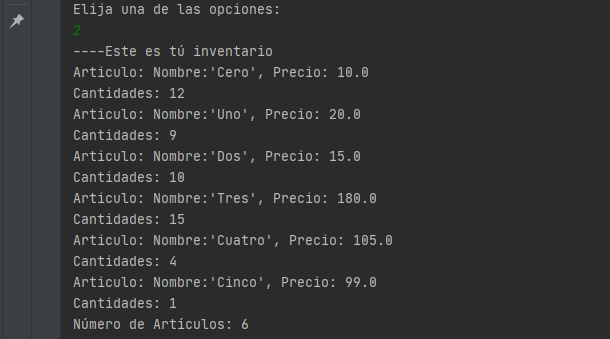 Elija una de las opciones:
2
----Este es tú inventario
Articulo: Nombre:'Cero', Precio: 10.0
Cantidades: 12
Articulo: Nombre:'Uno', Precio: 20.0
Cantidades: 9
Articulo: Nombre:'Dos', Precio: 15.0
Cantidades: 10
Articulo: Nombre:'Tres', Precio: 180.0
Cantidades: 15
Articulo: Nombre:'Cuatro', Precio: 105.0
Cantidades: 4
Articulo: Nombre:'Cinco', Precio: 99.0
Cantidades: 1
Número de Articulos: 6